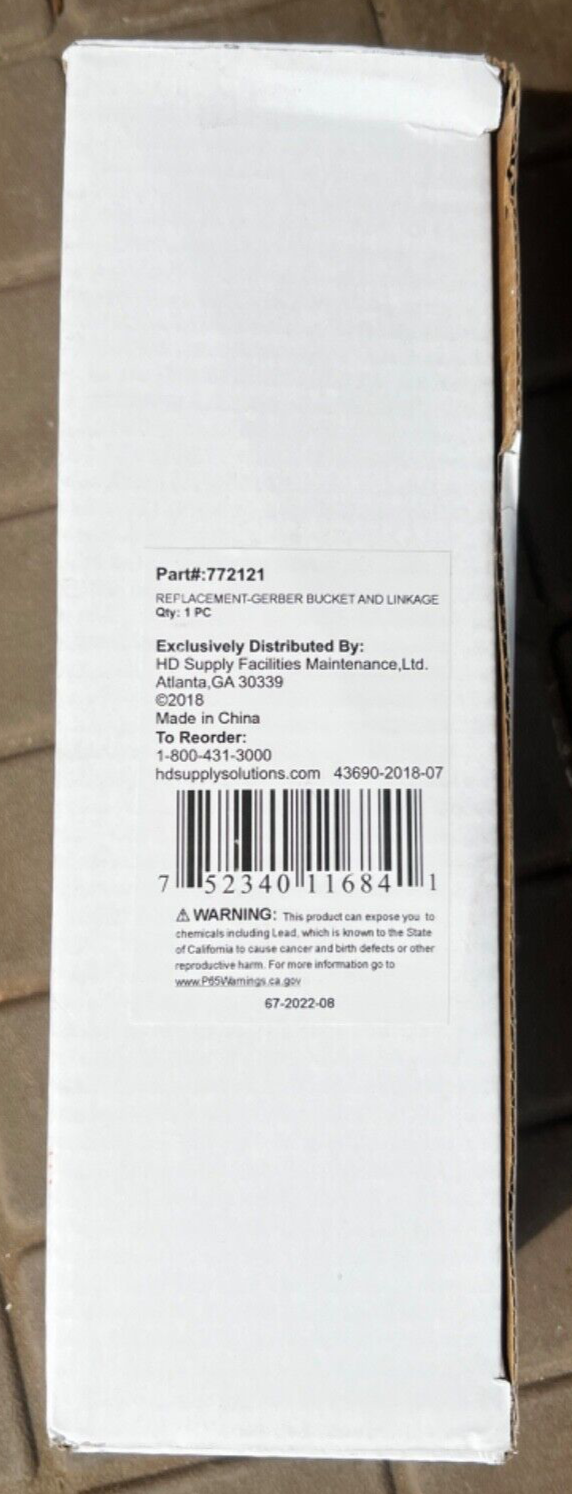 Part#:772121
REPLACEMENT-GERBER BUCKET AND LINKAGE
Qty: 1 PC
Exclusively Distributed By:
HD Supply Facilities Maintenance,Ltd.
Atlanta,GA 30339
©2018
Made in China
To Reorder:
1-800-431-3000
hdsupplysolutions.com 43690-2018-07
7 52340 11684 1
⚠ WARNING: This product can expose you to
chemicals including Lead, which is known to the State
of California to cause cancer and birth defects or other
reproductive harm. For more information go to
www.P65Warnings.ca.gov
67-2022-08